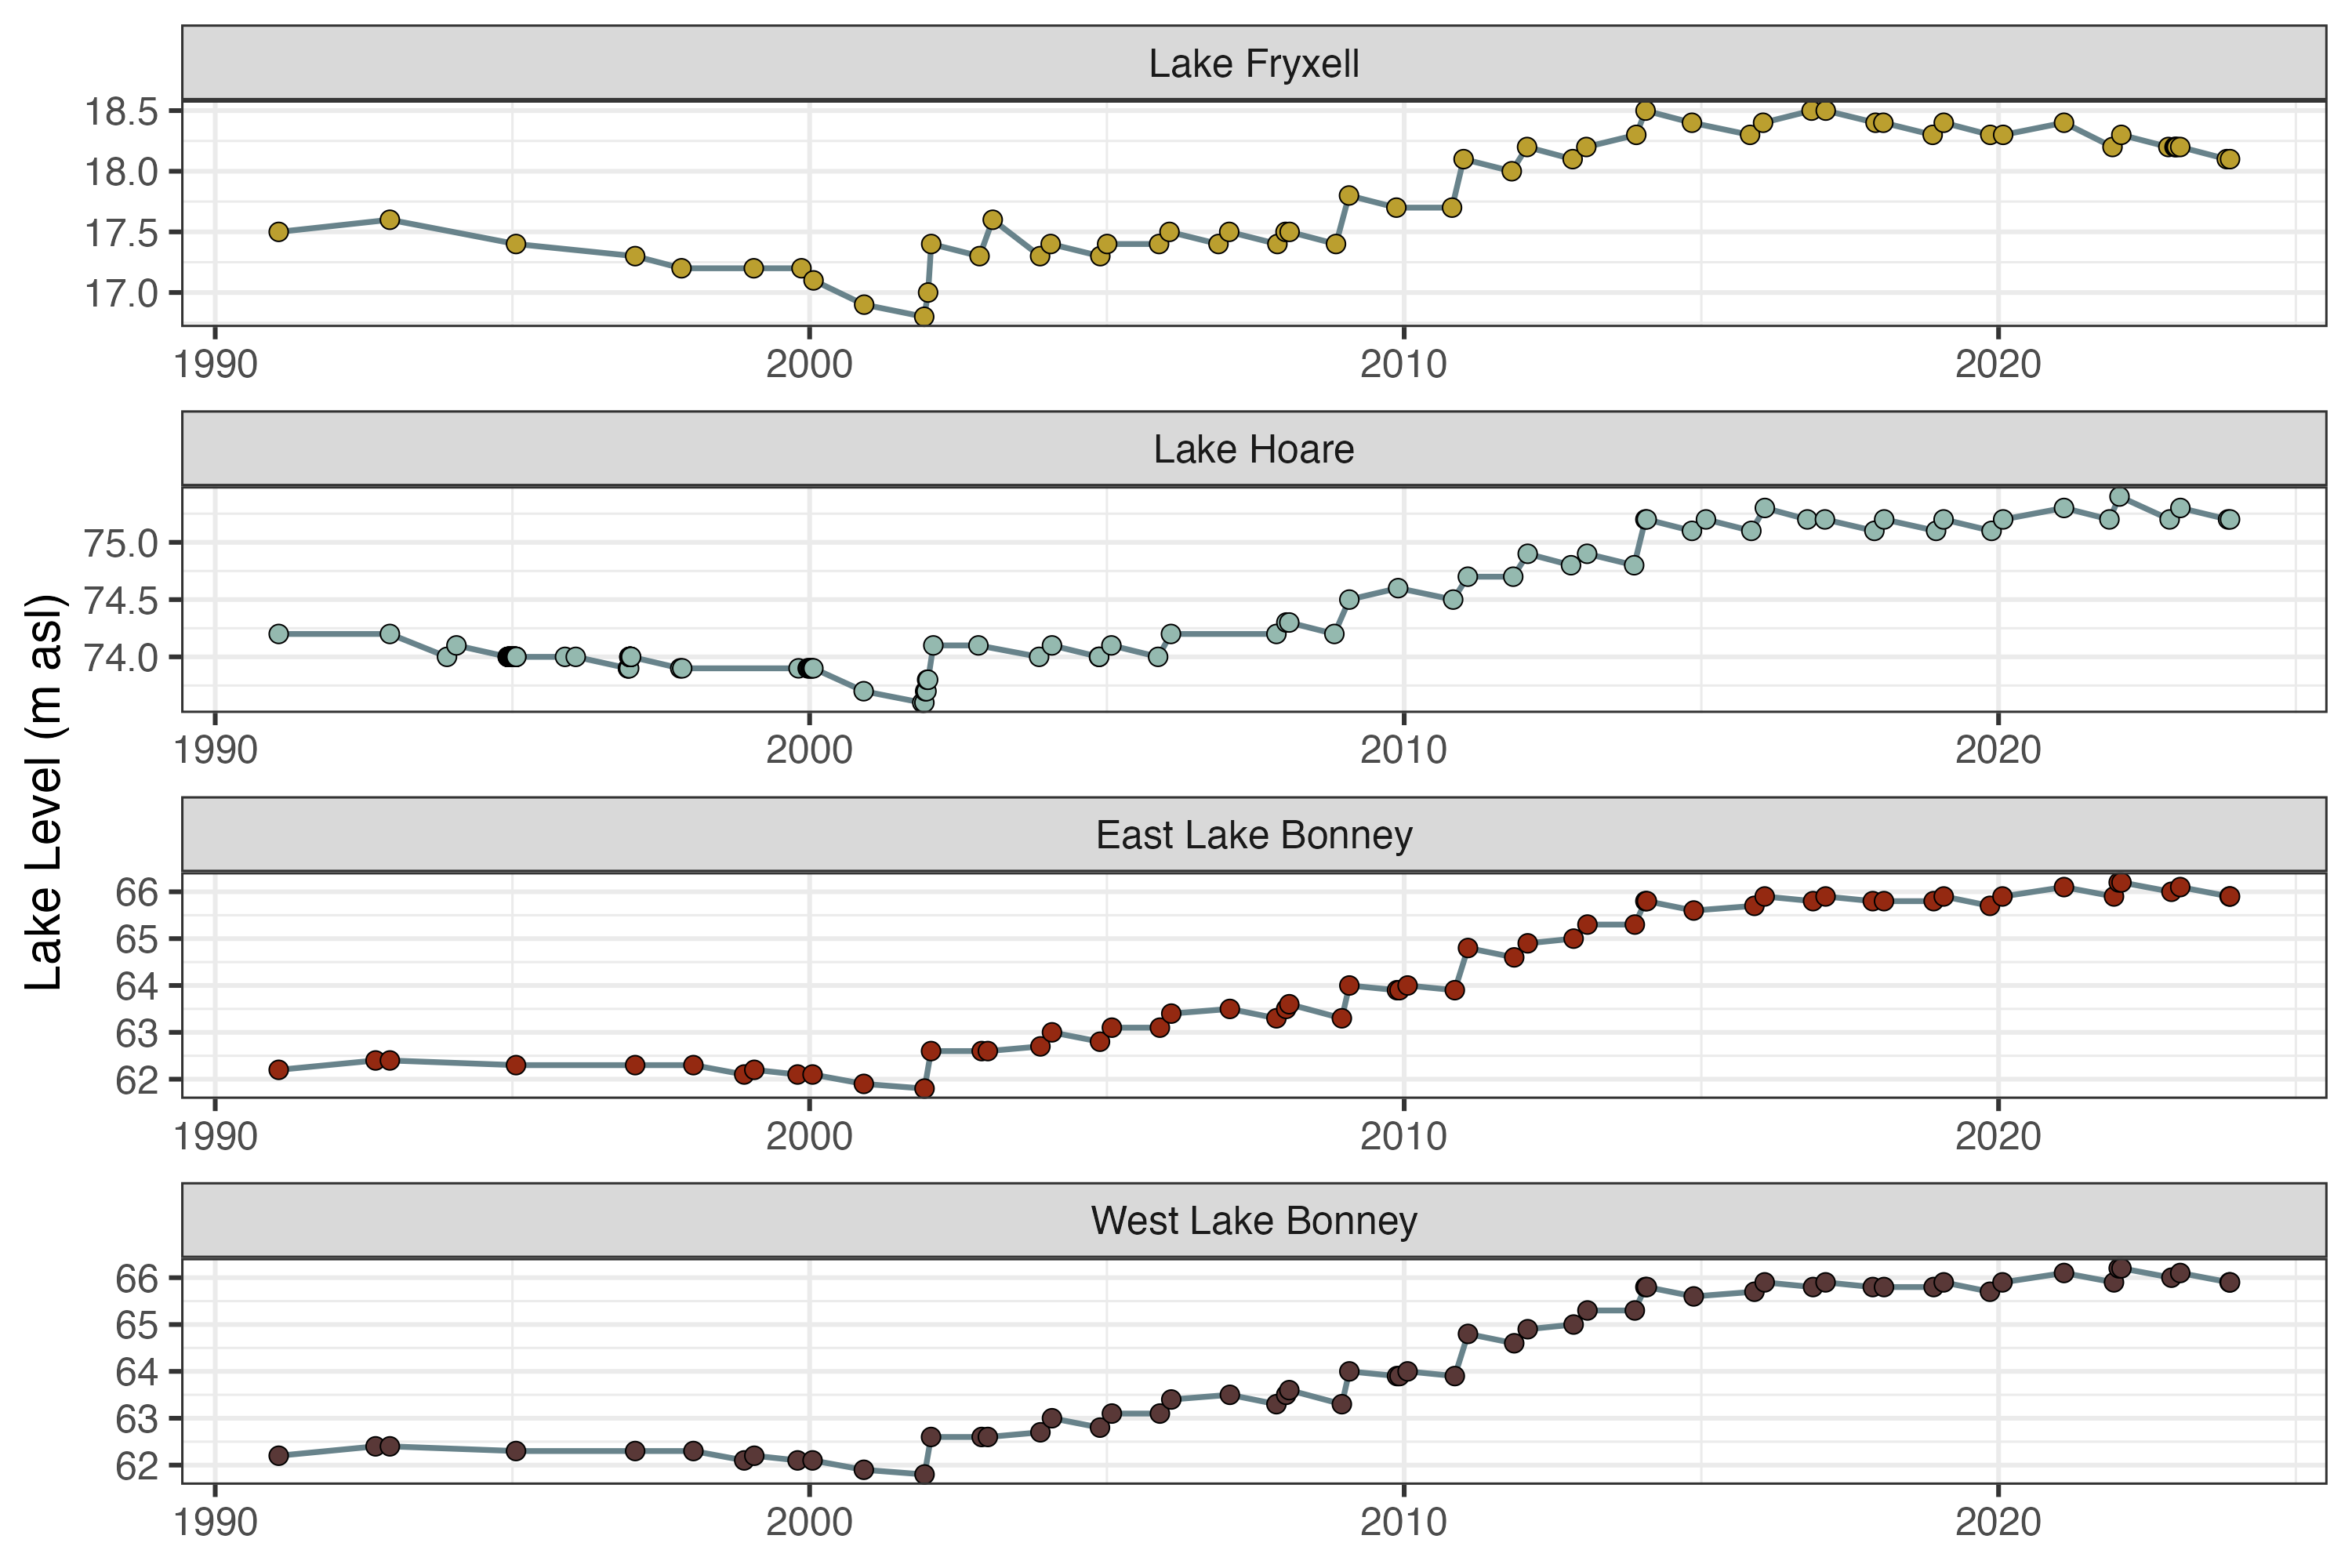 Lake Level (m asl)
Lake Fryxell
18.5
18.0
17.5
17.0
1990 2000 2010 2020
Lake Hoare
75.0
74.5
74.0
1990 2000 2010 2020
East Lake Bonney
66
65
64
63
62
1990 2000 2010 2020
West Lake Bonney
66
65
64
63
62
1990 2000 2010 2020